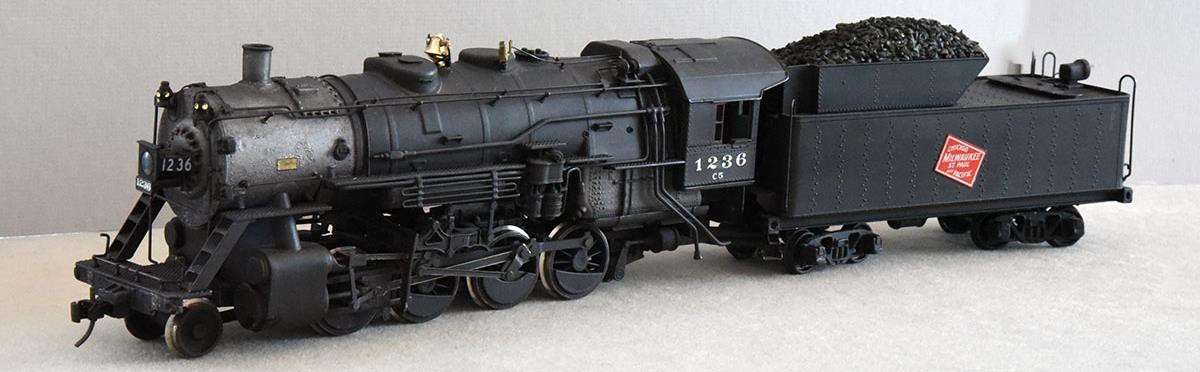 1236
1236
C5
CHICAGO
MILWAUKEE
ST. PAUL
AND PACIFIC